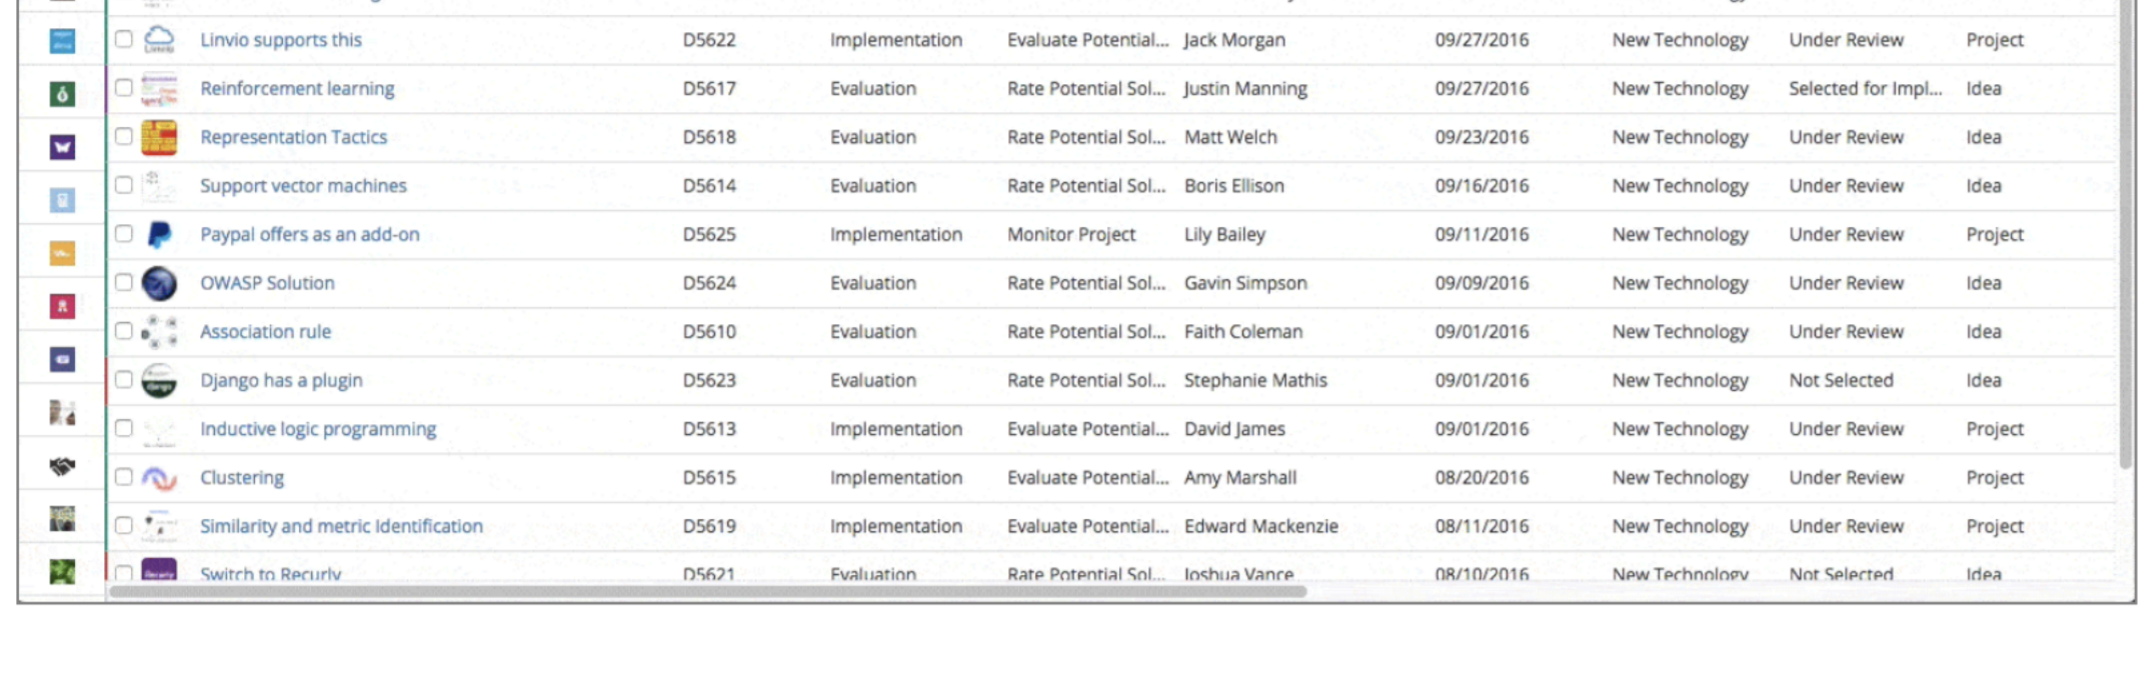 Linvio supports this D5622 Implementation Evaluate Potential... Jack Morgan 09/27/2016 New Technology Under Review Project
Reinforcement learning D5617 Evaluation Rate Potential Sol... Justin Manning 09/27/2016 New Technology Selected for Impl... Idea
Representation Tactics D5618 Evaluation Rate Potential Sol... Matt Welch 09/23/2016 New Technology Under Review Idea
Support vector machines D5614 Evaluation Rate Potential Sol... Boris Ellison 09/16/2016 New Technology Under Review Idea
Paypal offers as an add-on D5625 Implementation Monitor Project Lily Bailey 09/11/2016 New Technology Under Review Project
OWASP Solution D5624 Evaluation Rate Potential Sol... Gavin Simpson 09/09/2016 New Technology Under Review Idea
Association rule D5610 Evaluation Rate Potential Sol... Faith Coleman 09/01/2016 New Technology Under Review Idea
Django has a plugin D5623 Evaluation Rate Potential Sol... Stephanie Mathis 09/01/2016 New Technology Not Selected Idea
Inductive logic programming D5613 Implementation Evaluate Potential... David James 09/01/2016 New Technology Under Review Project
Clustering D5615 Implementation Evaluate Potential... Amy Marshall 08/20/2016 New Technology Under Review Project
Similarity and metric Identification D5619 Implementation Evaluate Potential... Edward Mackenzie 08/11/2016 New Technology Under Review Project
Switch to Recurly D5621 Evaluation Rate Potential Sol... Joshua Vance 08/10/2016 New Technology Not Selected Idea